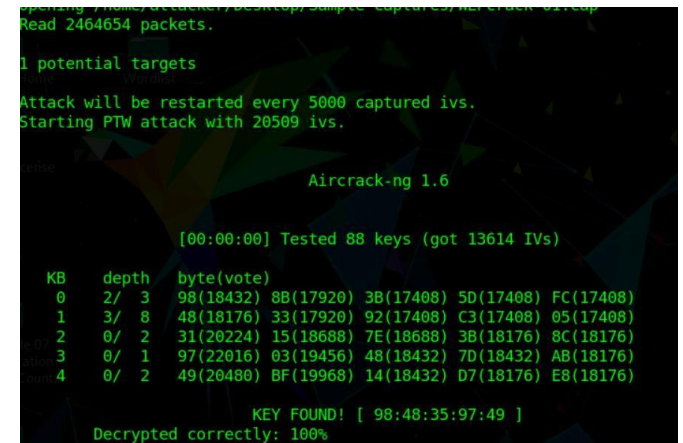 Read 2464654 packets.
1 potential targets
Attack will be restarted every 5000 captured ivs.
Starting PTW attack with 20509 ivs.
Aircrack-ng 1.6
[00:00:00] Tested 88 keys (got 13614 IVs)
KB depth byte(vote)
0 2/ 3 98(18432) 8B(17920) 3B(17408) 5D(17408) FC(17408)
1 3/ 8 48(18176) 33(17920) 92(17408) C3(17408) 05(17408)
2 0/ 2 31(20224) 15(18688) 7E(18688) 3B(18176) 8C(18176)
3 0/ 1 97(22016) 03(19456) 48(18432) 7D(18432) AB(18176)
4 0/ 2 49(20480) BF(19968) 14(18432) D7(18432) E8(18176)
KEY FOUND! [ 98:48:35:97:49 ]
Decrypted correctly: 100%